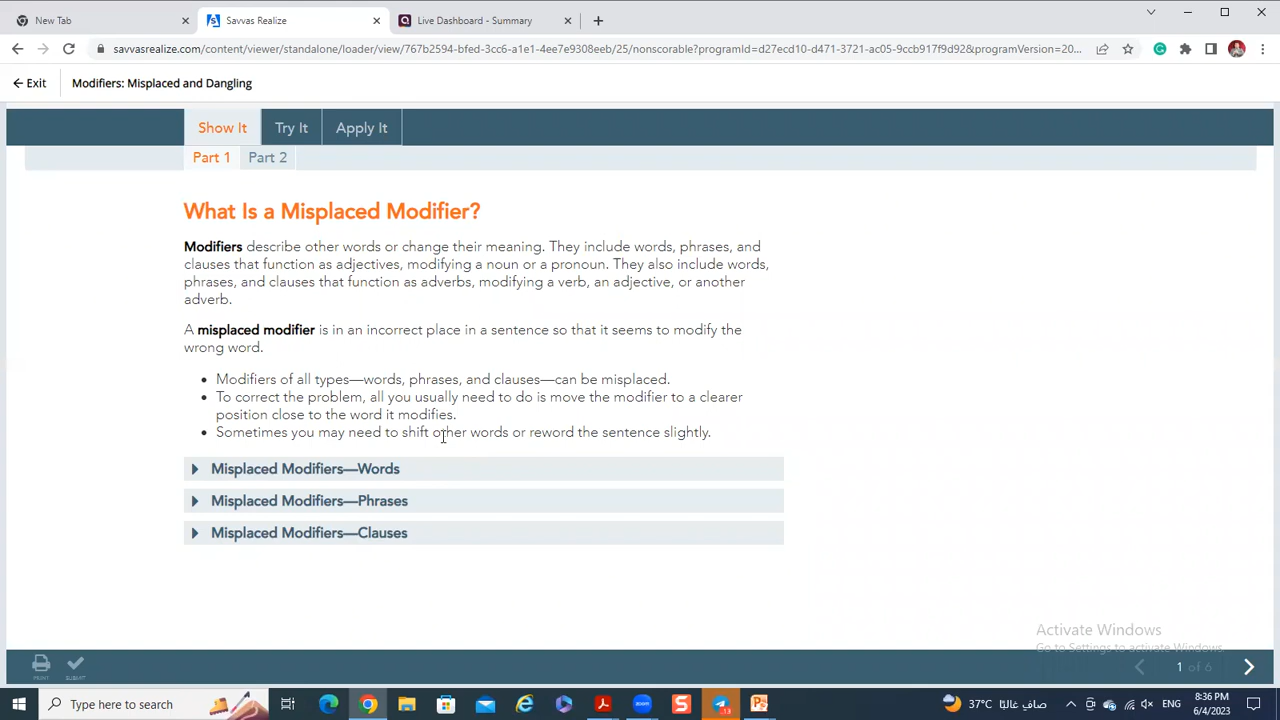 New Tab
Savvas Realize
Live Dashboard - Summary
savvasrealize.com/content/viewer/standalone/loader/view/767b2594-bfed-3cc6-a1e1-4ee7e9308eeb/25/nonscorable?programId=d27ecd10-d471-3721-ac05-9ccb917f9d92&programVersion=20...
Exit
Modifiers: Misplaced and Dangling
Show It
Try It
Apply It
Part 1
Part 2
What Is a Misplaced Modifier?
Modifiers describe other words or change their meaning. They include words, phrases, and
clauses that function as adjectives, modifying a noun or a pronoun. They also include words,
phrases, and clauses that function as adverbs, modifying a verb, an adjective, or another
adverb.
A misplaced modifier is in an incorrect place in a sentence so that it seems to modify the
wrong word.
• Modifiers of all types—words, phrases, and clauses—can be misplaced.
• To correct the problem, all you usually need to do is move the modifier to a clearer
position close to the word it modifies.
• Sometimes you may need to shift other words or reword the sentence slightly.
Misplaced Modifiers—Words
Misplaced Modifiers—Phrases
Misplaced Modifiers—Clauses
Activate Windows
Go to Settings to activate Windows.
PRINT
SUBMIT
1 of 6
Type here to search
37°C صافٍ غالبًا
ENG
8:36 PM
6/4/2023